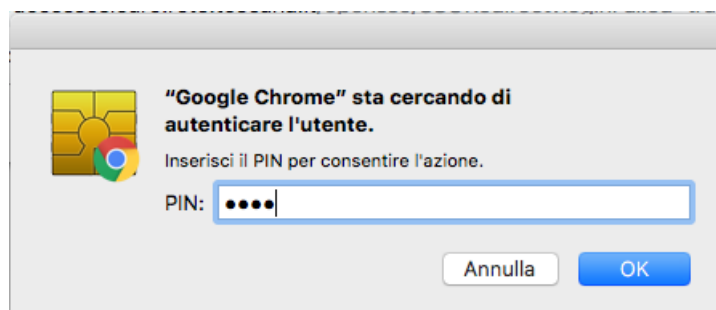 “Google Chrome” sta cercando di
autenticare l'utente.
Inserisci il PIN per consentire l'azione.
PIN: ••••
Annulla
OK